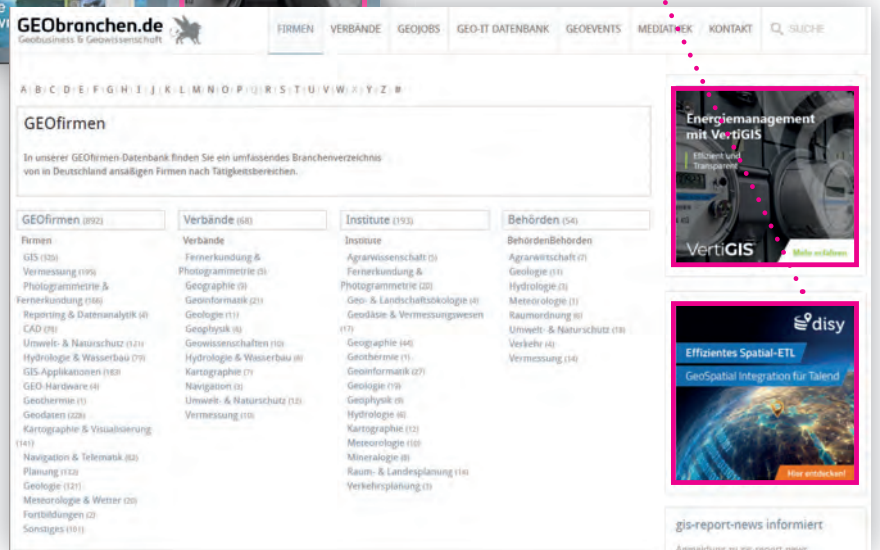 GEObranchen.de
Geobusiness & Geowissenschaft
FIRMEN VERBÄNDE GEOJOBS GEO-IT DATENBANK GEOEVENTS MEDIATHEK KONTAKT SUCHE
A B C D E F G H I J K L M N O P Q R S T U V W X Y Z #
GEOfirmen
In unserer GEOfirmen-Datenbank finden Sie ein umfassendes Branchenverzeichnis
von in Deutschland ansäßigen Firmen nach Tätigkeitsbereichen.
GEOfirmen (892)
Firmen
GIS (325)
Vermessung (195)
Photogrammetrie &
Fernerkundung (166)
Reporting & Datenanalytik (4)
CAD (78)
Umwelt- & Naturschutz (121)
Hydrologie & Wasserbau (79)
GIS-Applikationen (183)
GEO-Hardware (4)
Geothermie (1)
Geodaten (228)
Kartographie & Visualisierung
(141)
Navigation & Telematik (82)
Planung (132)
Geologie (121)
Meteorologie & Wetter (20)
Fortbildungen (2)
Sonstiges (101)
Verbände (68)
Verbände
Fernerkundung &
Photogrammetrie (5)
Geographie (9)
Geoinformatik (21)
Geologie (11)
Geophysik (6)
Geowissenschaften (10)
Hydrologie & Wasserbau (6)
Kartographie (7)
Navigation (3)
Umwelt- & Naturschutz (12)
Vermessung (10)
Institute (193)
Institute
Agrarwissenschaft (5)
Fernerkundung &
Photogrammetrie (20)
Geo- & Landschaftsökologie (4)
Geodäsie & Vermessungswesen
(17)
Geographie (44)
Geothermie (1)
Geoinformatik (27)
Geologie (19)
Geophysik (9)
Hydrologie (6)
Kartographie (12)
Meteorologie (10)
Mineralogie (8)
Raum- & Landesplanung (14)
Verkehrsplanung (3)
Behörden (54)
BehördenBehörden
Agrarwirtschaft (7)
Geologie (11)
Hydrologie (3)
Meteorologie (1)
Raumordnung (6)
Umwelt- & Naturschutz (18)
Verkehr (4)
Vermessung (14)
Energiemanagement
mit VertiGIS
Effizient und
Transparent
VertiGIS
Mehr erfahren
disy
Effizientes Spatial-ETL
GeoSpatial Integration für Talend
Hier entdecken!
gis-report-news informiert
Anmeldung zu gis-report-news